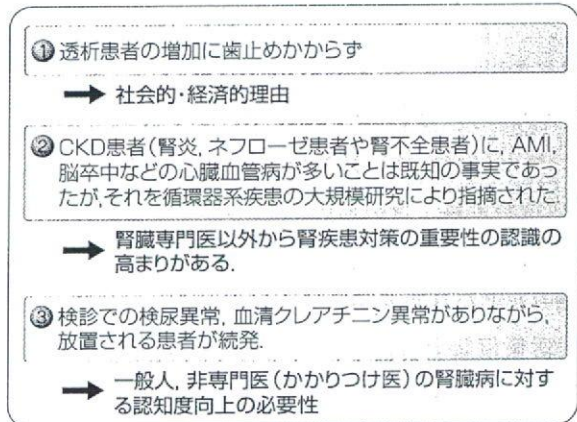 ① 透析患者の増加に歯止めかからず
➡ 社会的・経済的理由
② CKD患者(腎炎, ネフローゼ患者や腎不全患者)に, AMI,
脳卒中などの心臓血管病が多いことは既知の事実であっ
たが,それを循環器系疾患の大規模研究により指摘された.
➡ 腎臓専門医以外から腎疾患対策の重要性の認識の
高まりがある.
③ 検診での検尿異常, 血清クレアチニン異常がありながら,
放置される患者が続発.
➡ 一般人, 非専門医(かかりつけ医)の腎臓病に対す
る認知度向上の必要性